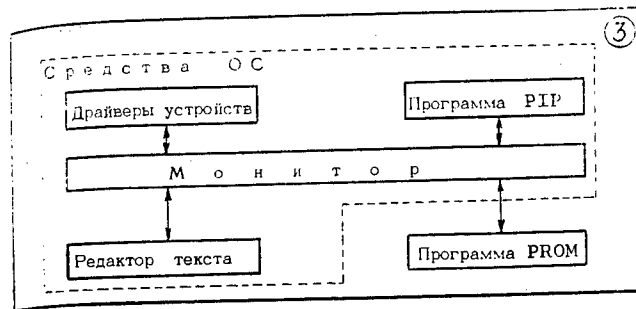 3
Средства ОС
Драйверы устройств
Программа PIP
Монитор
Редактор текста
Программа PROM